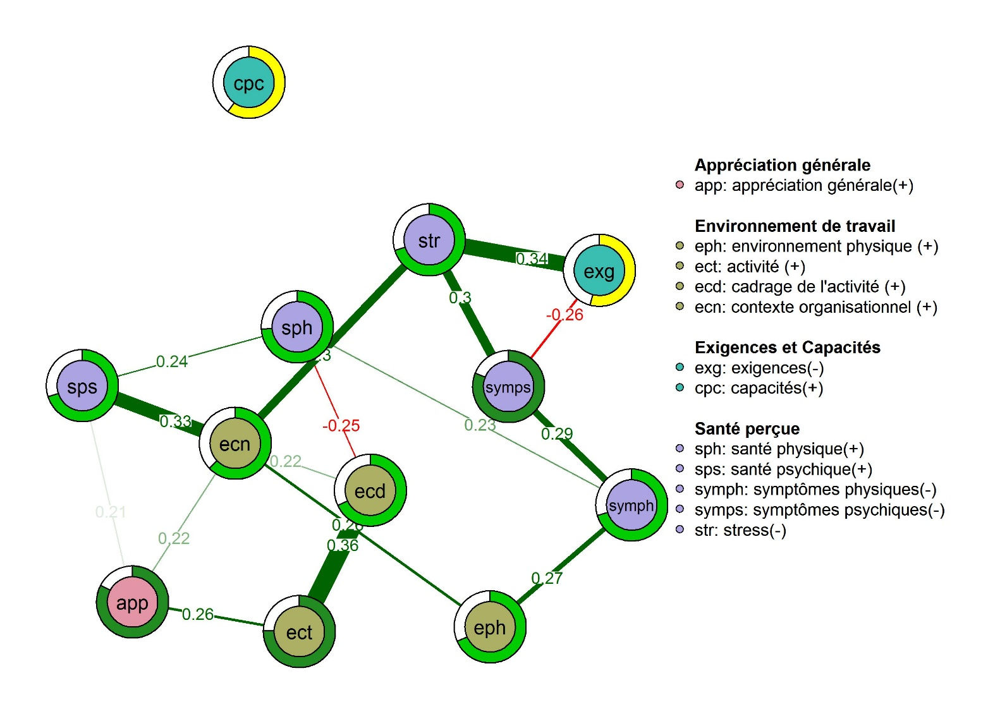 cpc
str
0.34
exg
0.3
-0.26
sph
.3
0.24
sps
symps
0.33
-0.25
0.23
0.29
ecn
0.22
ecd
symph
0.21
0.26
0.22
0.36
0.27
app
0.26
ect
eph
Appréciation générale
app: appréciation générale(+)
Environnement de travail
eph: environnement physique (+)
ect: activité (+)
ecd: cadrage de l'activité (+)
ecn: contexte organisationnel (+)
Exigences et Capacités
exg: exigences(-)
cpc: capacités(+)
Santé perçue
sph: santé physique(+)
sps: santé psychique(+)
symph: symptômes physiques(-)
symps: symptômes psychiques(-)
str: stress(-)